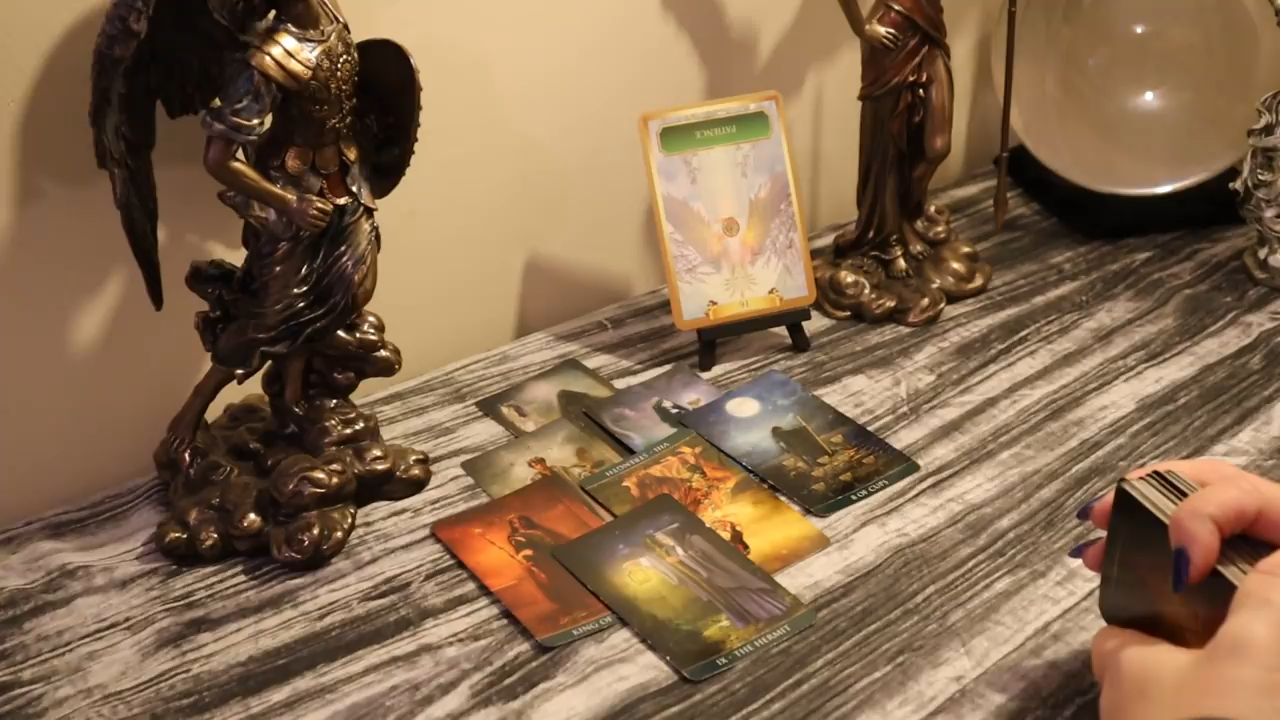 PATIENCE
VIII · STRENGTH
8 OF CUPS
KING OF
IX · THE HERMIT